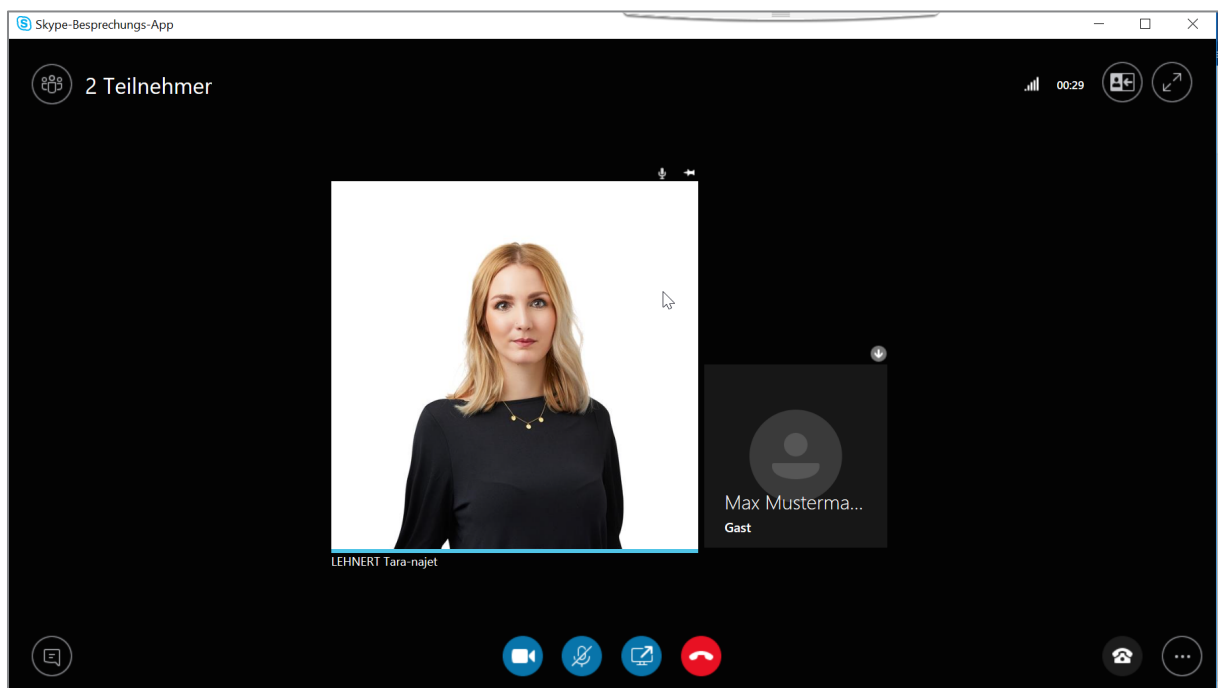 Skype-Besprechungs-App
2 Teilnehmer
00:29
Max Musterma...
Gast
LEHNERT Tara-najet